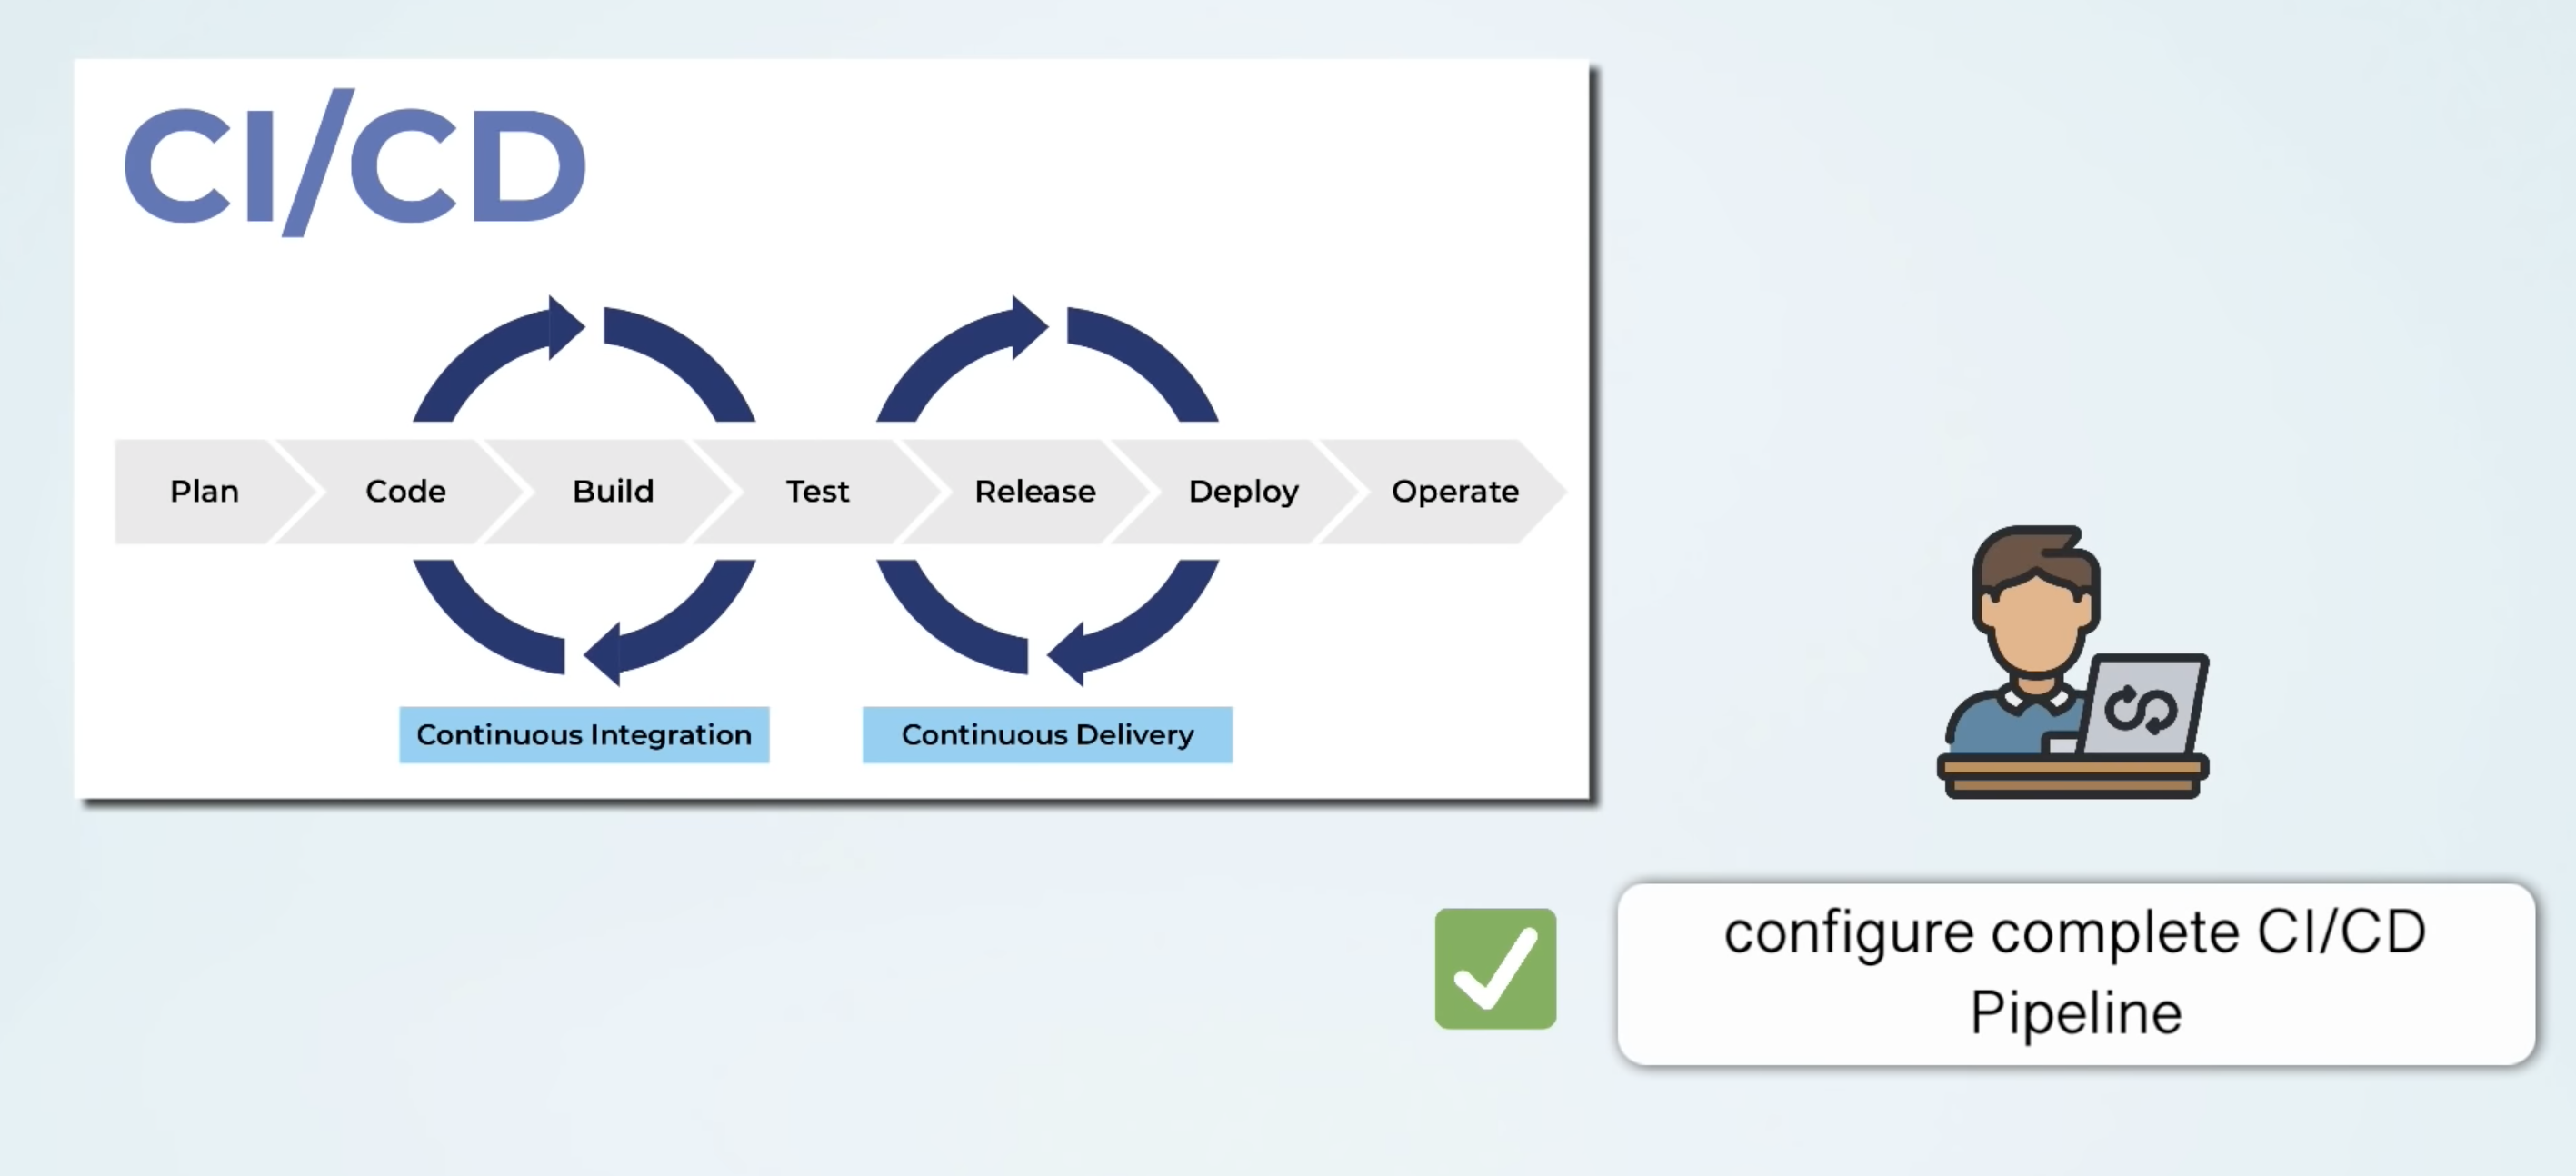 CI/CD
Plan
Code
Build
Test
Release
Deploy
Operate
Continuous Integration
Continuous Delivery
configure complete CI/CD
Pipeline